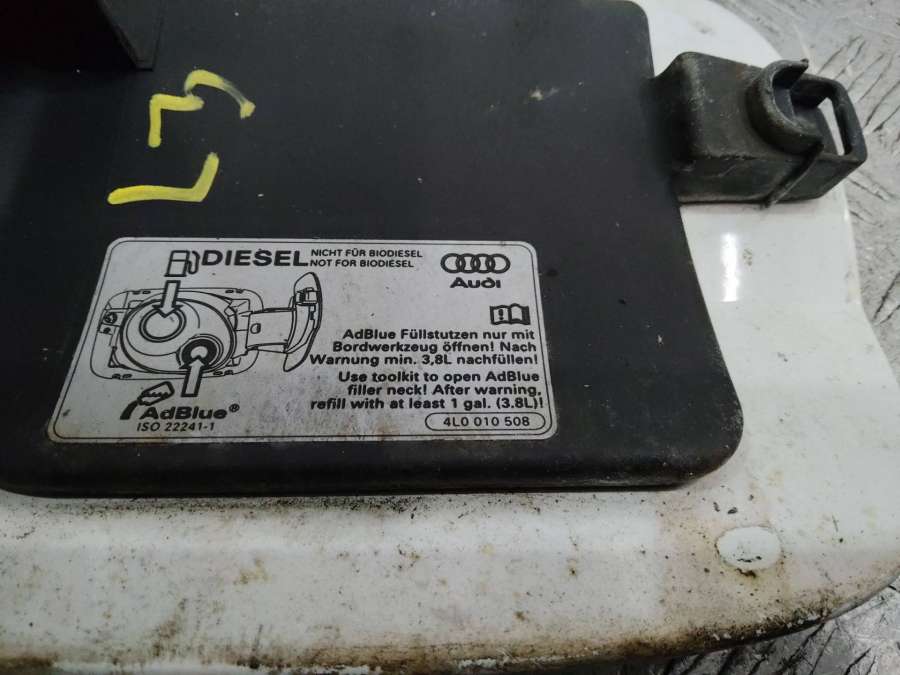 L3
DIESEL
NICHT FÜR BIODIESEL
NOT FOR BIODIESEL
Audi
AdBlue Füllstutzen nur mit
Bordwerkzeug öffnen! Nach
Warnung min. 3,8L nachfüllen!
Use toolkit to open AdBlue
filler neck! After warning,
refill with at least 1 gal. (3.8L)!
AdBlue®
ISO 22241-1
4L0 010 508